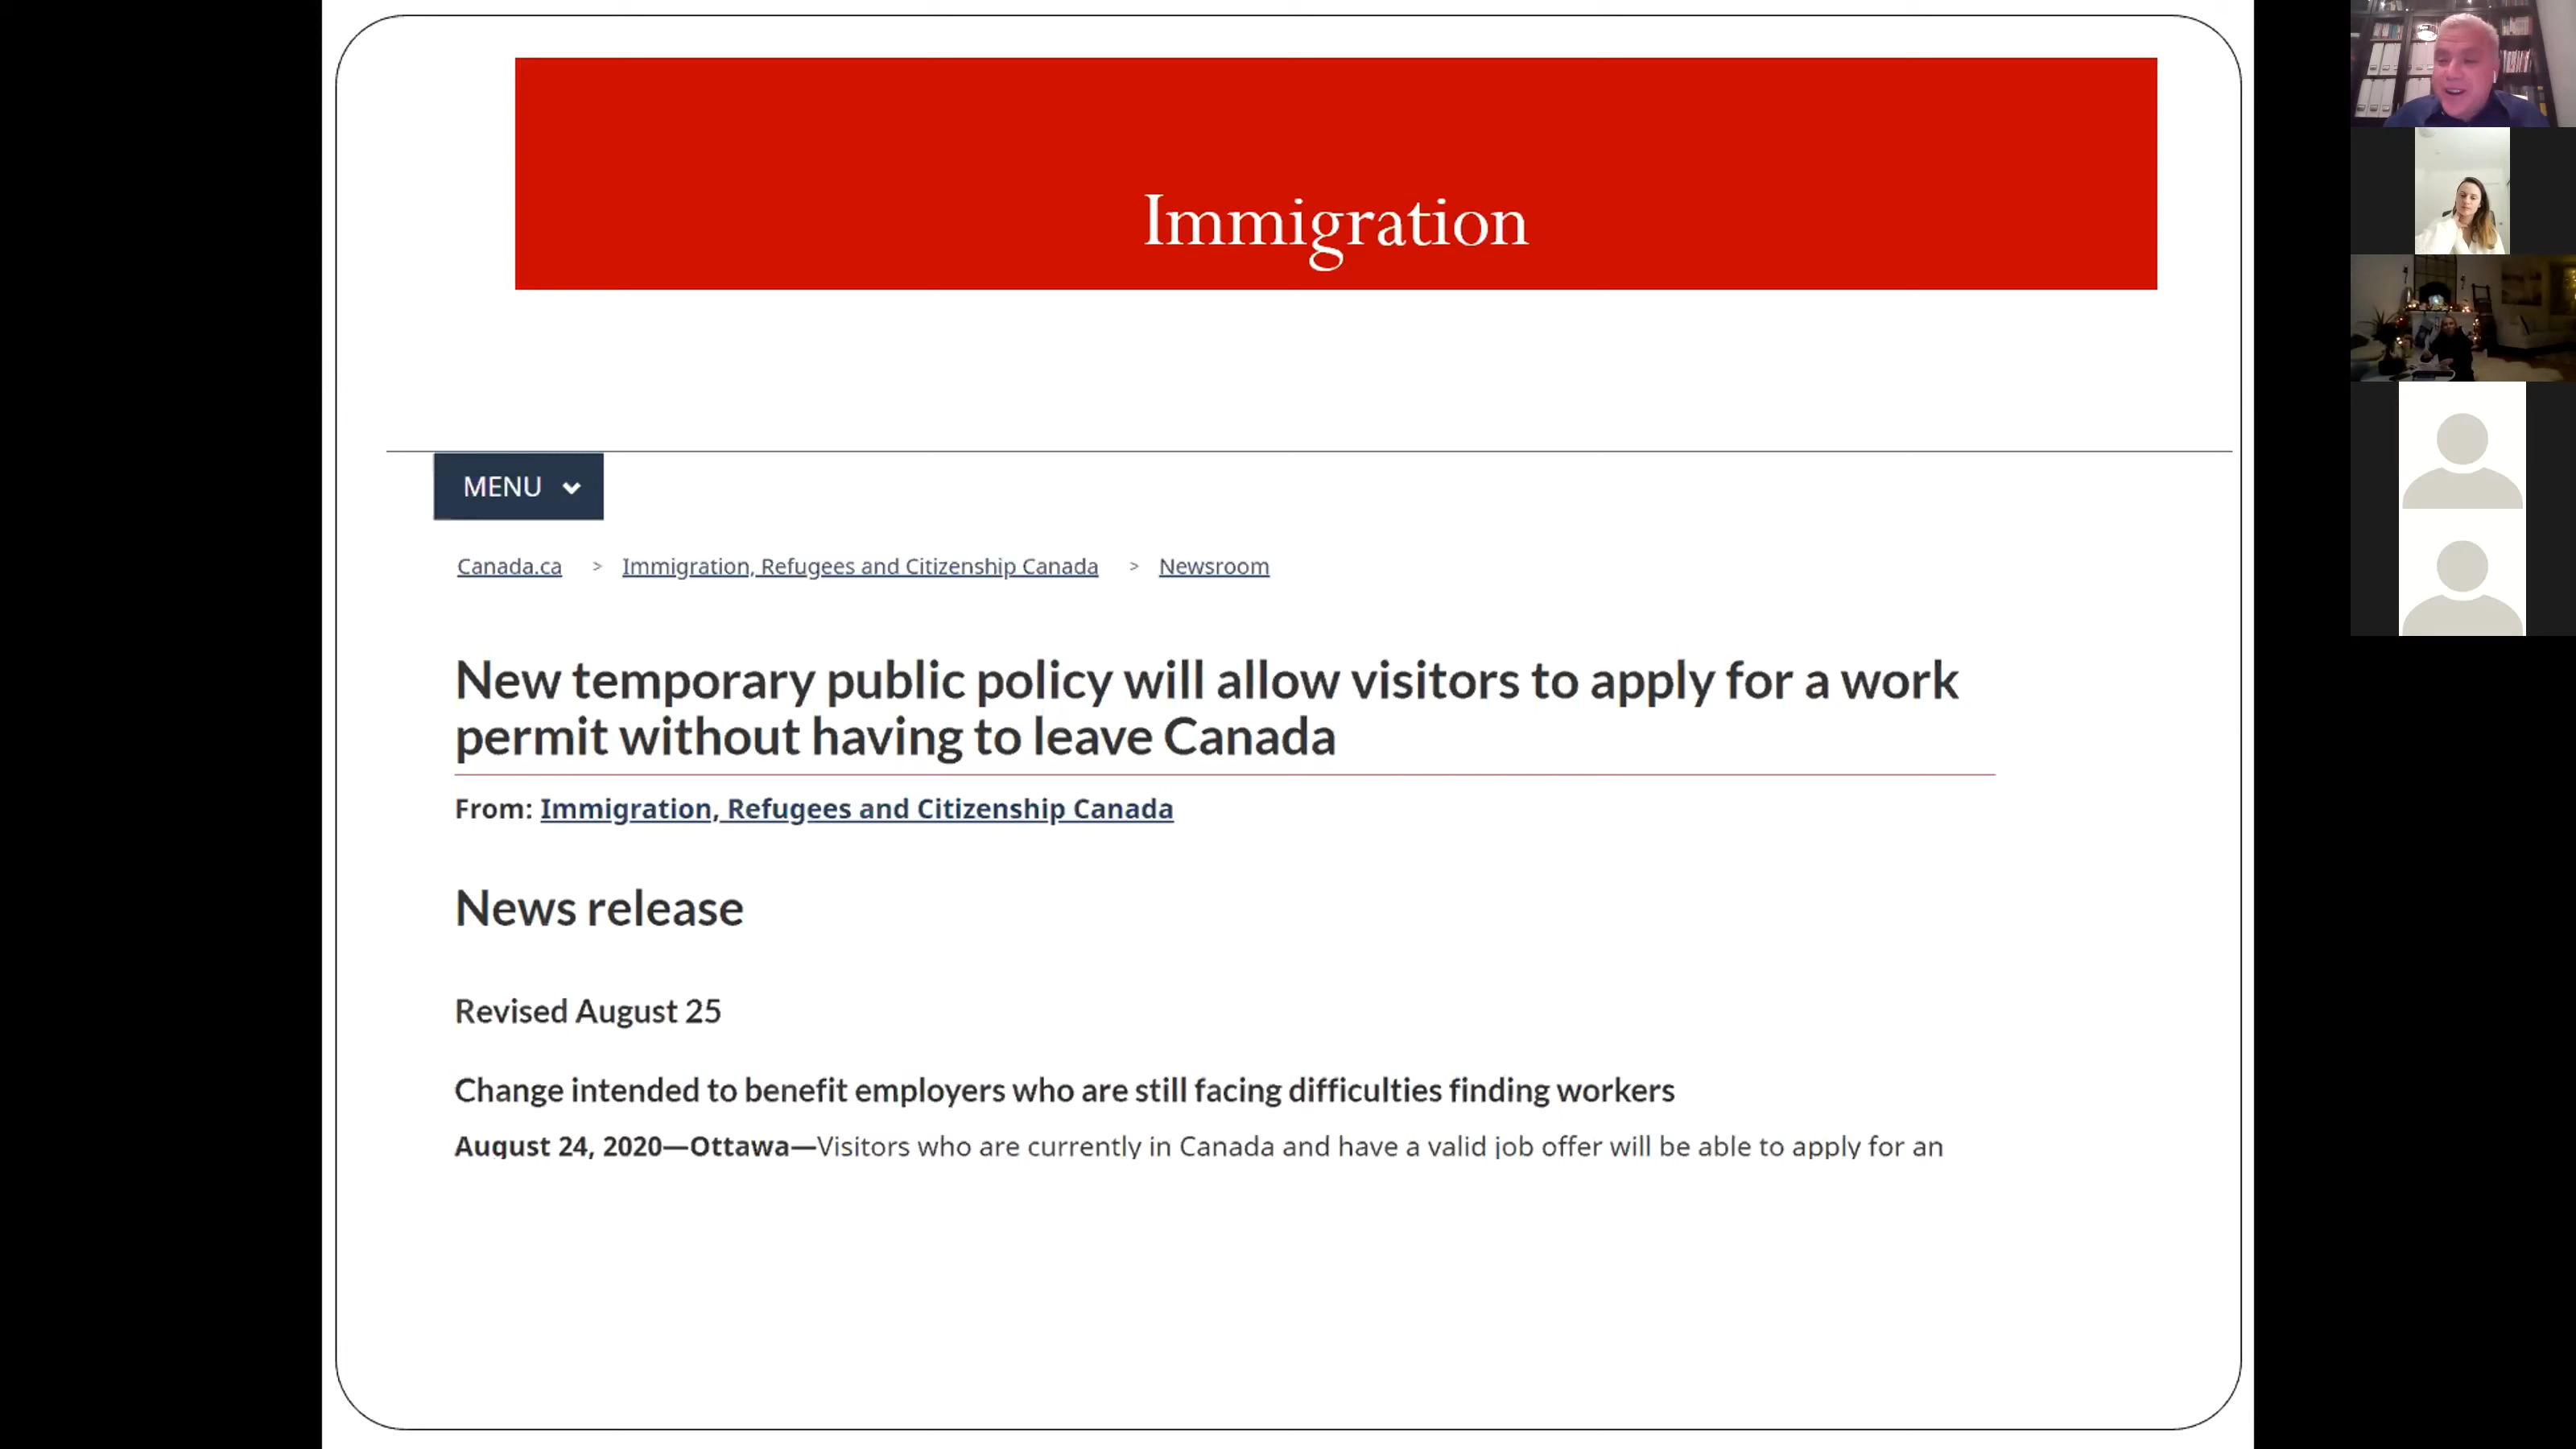 Immigration
MENU
Canada.ca > Immigration, Refugees and Citizenship Canada > Newsroom
New temporary public policy will allow visitors to apply for a work
permit without having to leave Canada
From: Immigration, Refugees and Citizenship Canada
News release
Revised August 25
Change intended to benefit employers who are still facing difficulties finding workers
August 24, 2020—Ottawa—Visitors who are currently in Canada and have a valid job offer will be able to apply for an